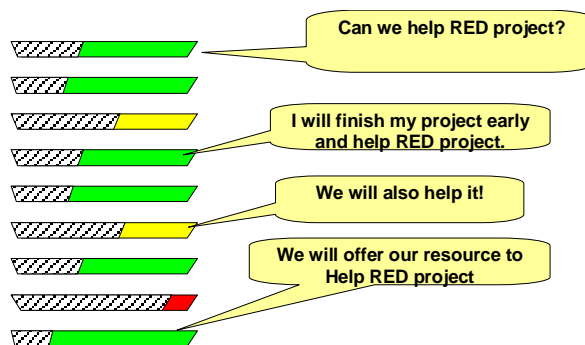 Can we help RED project?
I will finish my project early
and help RED project.
We will also help it!
We will offer our resource to
Help RED project